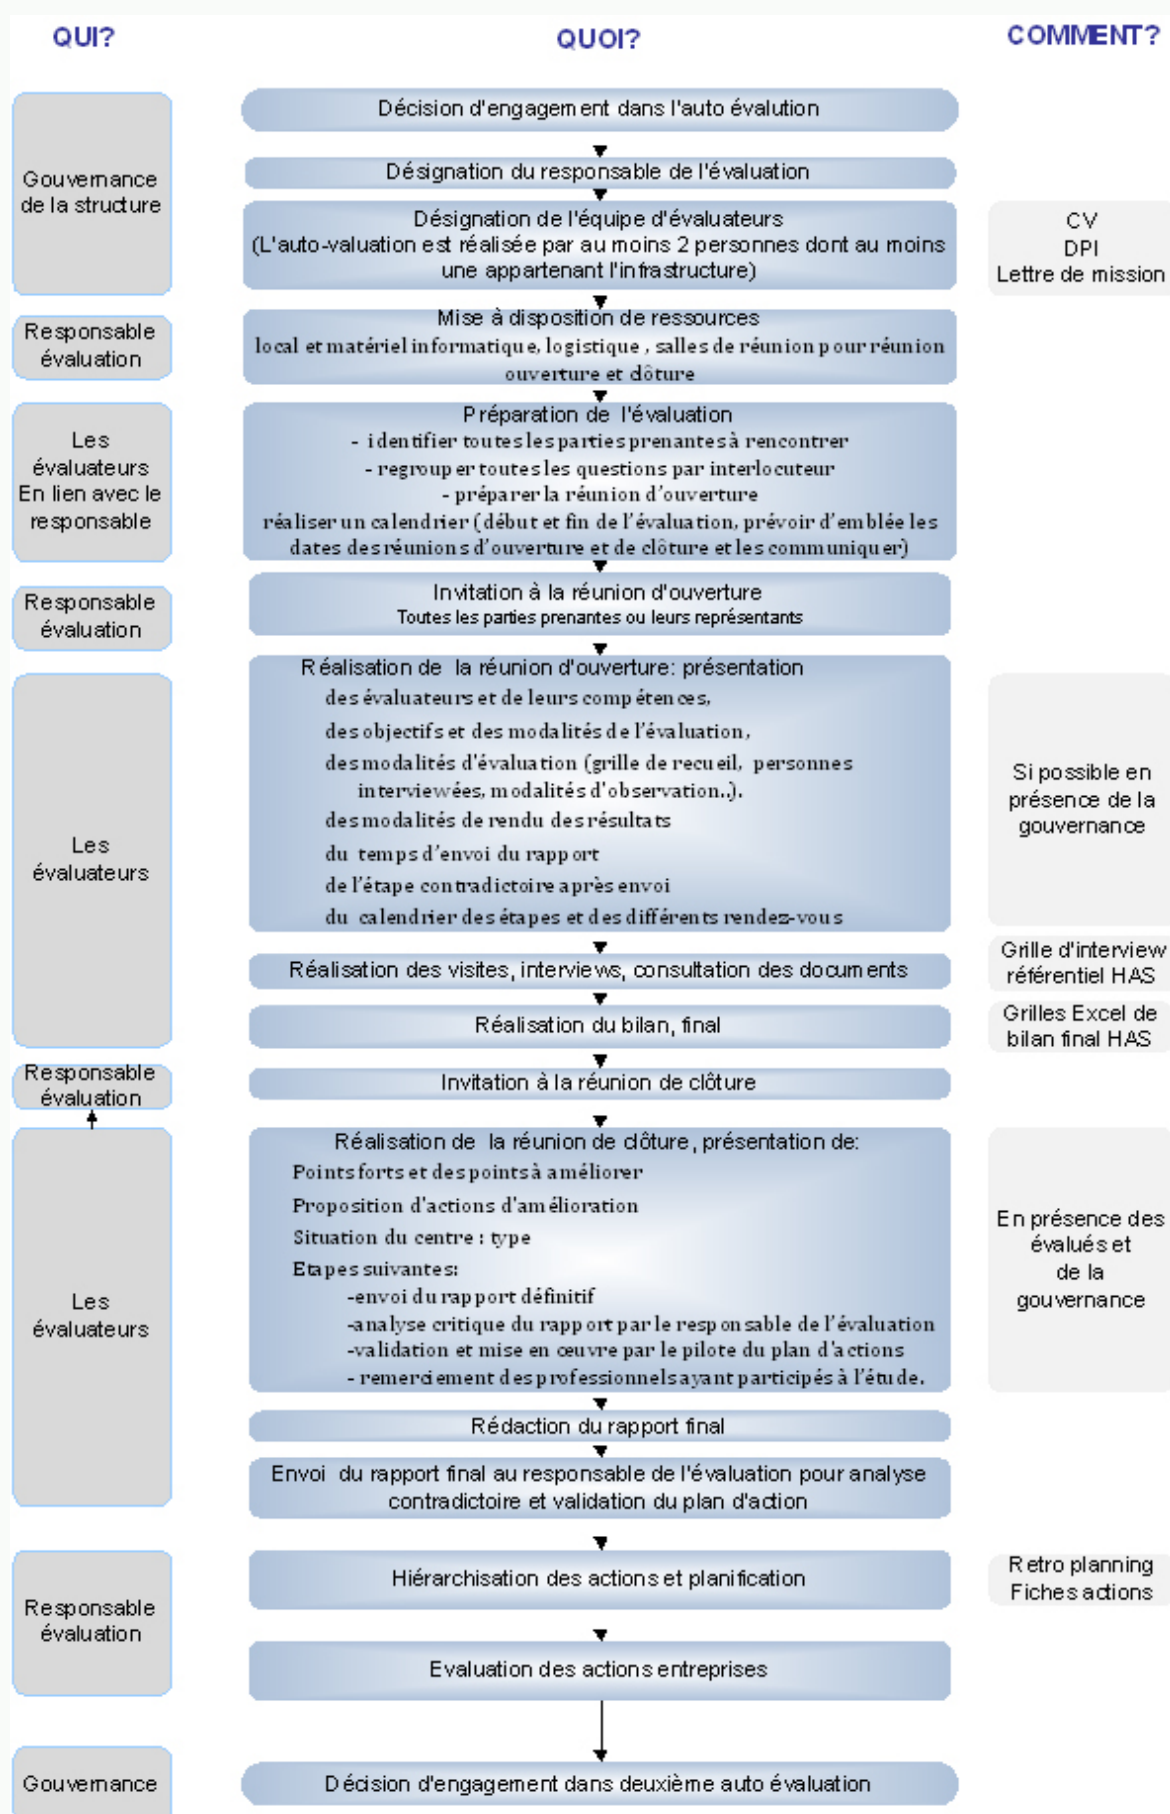 QUI?
QUOI?
COMMENT?
Gouvernance
de la structure
Décision d'engagement dans l'auto évalution
Désignation du responsable de l'évaluation
Désignation de l'équipe d'évaluateurs
(L'auto-valuation est réalisée par au moins 2 personnes dont au moins
une appartenant l'infrastructure)
CV
DPI
Lettre de mission
Responsable
évaluation
Mise à disposition de ressources
local et matériel informatique, logistique , salles de réunion pour réunion
ouverture et clôture
Les
évaluateurs
En lien avec le
responsable
Préparation de l'évaluation
- identifier toutes les parties prenantes à rencontrer
- regrouper toutes les questions par interlocuteur
- préparer la réunion d'ouverture
réaliser un calendrier (début et fin de l'évaluation, prévoir d'emblée les
dates des réunions d'ouverture et de clôture et les communiquer)
Responsable
évaluation
Invitation à la réunion d'ouverture
Toutes les parties prenantes ou leurs représentants
Les
évaluateurs
Réalisation de la réunion d'ouverture: présentation
des évaluateurs et de leurs compétences,
des objectifs et des modalités de l'évaluation,
des modalités d'évaluation (grille de recueil, personnes
interviewées, modalités d'observation..).
des modalités de rendu des résultats
du temps d'envoi du rapport
de l'étape contradictoire après envoi
du calendrier des étapes et des différents rendez-vous
Si possible en
présence de la
gouvernance
Réalisation des visites, interviews, consultation des documents
Grille d'interview
référentiel HAS
Réalisation du bilan, final
Grilles Excel de
bilan final HAS
Responsable
évaluation
Invitation à la réunion de clôture
Les
évaluateurs
Réalisation de la réunion de clôture, présentation de:
Points forts et des points à améliorer
Proposition d'actions d'amélioration
Situation du centre : type
Etapes suivantes:
-envoi du rapport définitif
-analyse critique du rapport par le responsable de l'évaluation
-validation et mise en œuvre par le pilote du plan d'actions
- remerciement des professionnels ayant participés à l'étude.
En présence des
évalués et
de la
gouvernance
Rédaction du rapport final
Envoi du rapport final au responsable de l'évaluation pour analyse
contradictoire et validation du plan d'action
Responsable
évaluation
Hiérarchisation des actions et planification
Retro planning
Fiches actions
Evaluation des actions entreprises
Gouvernance
Décision d'engagement dans deuxième auto évaluation